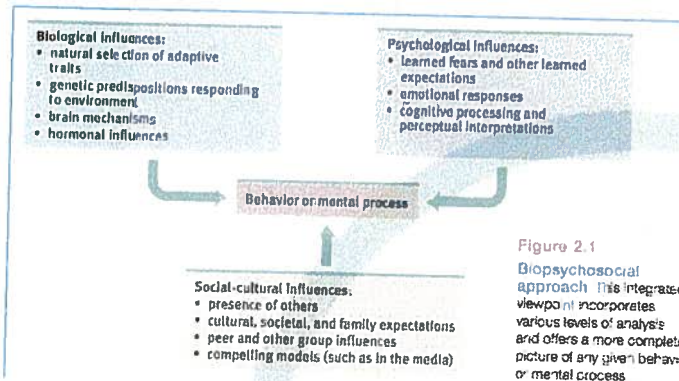 Biological influences:
• natural selection of adaptive
traits
• genetic predispositions responding
to environment
• brain mechanisms
• hormonal influences
Psychological influences:
• learned fears and other learned
expectations
• emotional responses
• cognitive processing and
perceptual interpretations
Behavior or mental process
Social-cultural influences:
• presence of others
• cultural, societal, and family expectations
• peer and other group influences
• compelling models (such as in the media)
Figure 2.1
Biopsychosocial
approach This integrated
viewpoint incorporates
various levels of analysis
and offers a more complete
picture of any given behav
or mental process